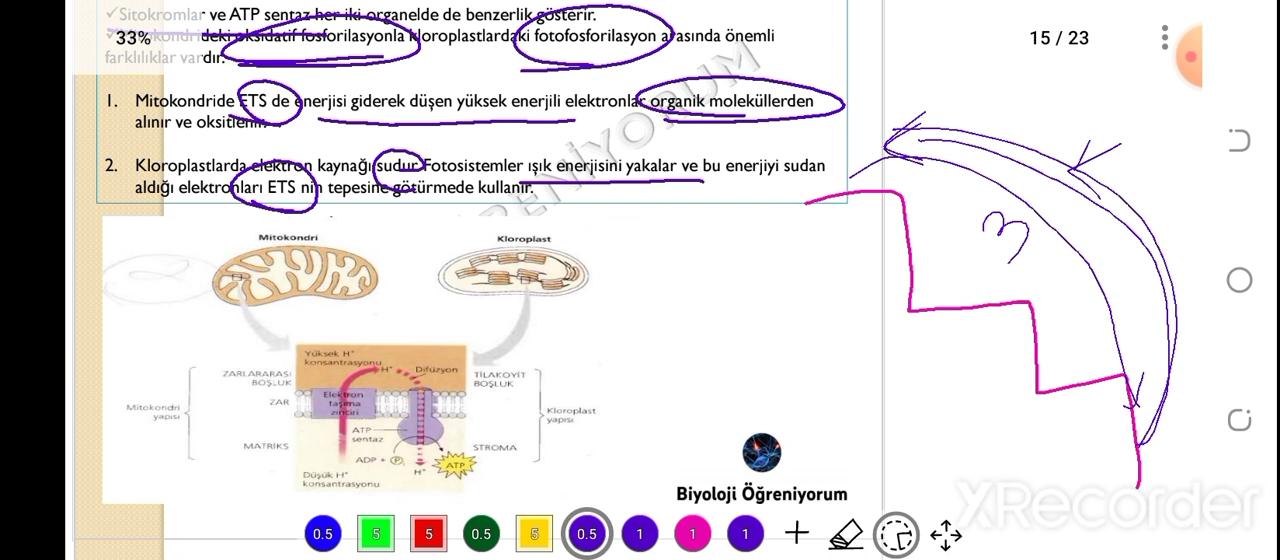 ✓Sitokromlar ve ATP sentaz her iki organelde de benzerlik gösterir.
33%
oksidatif fosforilasyonla kloroplastlardaki fotofosforilasyon arasında önemli
farklılıklar vardır.
15 / 23
1. Mitokondride ETS de enerjisi giderek düşen yüksek enerjili elektronlar organik moleküllerden
alınır ve oksitlenir.
2. Kloroplastlarda elektron kaynağı sudur. Fotosistemler ışık enerjisini yakalar ve bu enerjiyi sudan
aldığı elektronları ETS nin tepesine götürmede kullanır.
RENİYORUM
3
Mitokondri
Kloroplast
Yüksek H⁺
konsantrasyonu
H⁺
Difüzyon
ZARLARARASI
BOŞLUK
TİLAKOYİT
BOŞLUK
ZAR
Elektron
taşıma
zinciri
Mitokondri
yapısı
Kloroplast
yapısı
ATP
sentaz
MATRİKS
STROMA
ADP + P
ATP
H⁺
Düşük H⁺
konsantrasyonu
Biyoloji Öğreniyorum
XRecorder
0.5
5
5
0.5
5
0.5
1
1
1